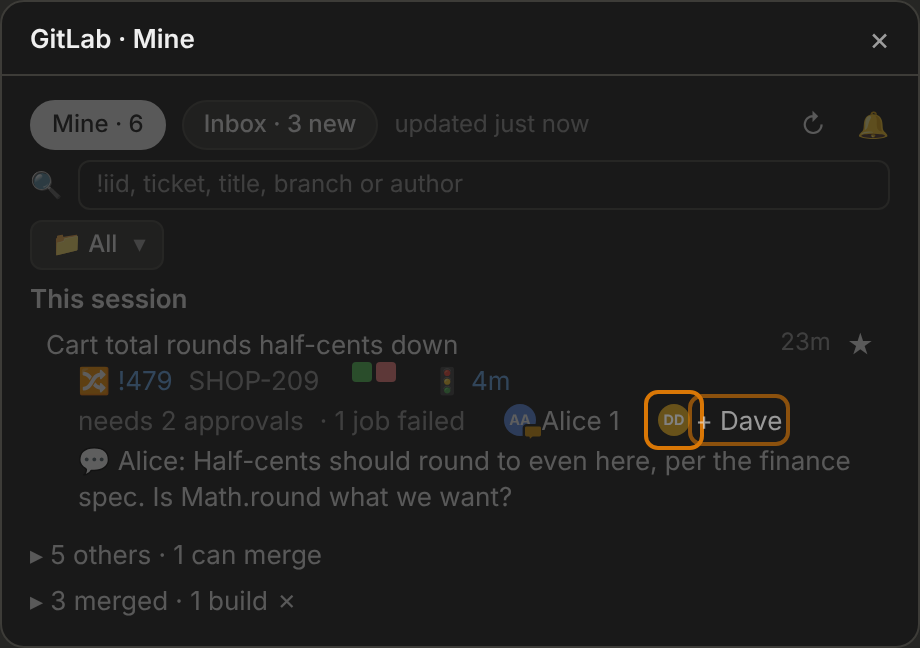 GitLab · Mine ×
Mine · 6 Inbox · 3 new updated just now
!iid, ticket, title, branch or author
All ▾
This session
Cart total rounds half-cents down 23m ★
!479 SHOP-209 4m
needs 2 approvals · 1 job failed AA Alice 1 DD + Dave
Alice: Half-cents should round to even here, per the finance
spec. Is Math.round what we want?
▸ 5 others · 1 can merge
▸ 3 merged · 1 build ×